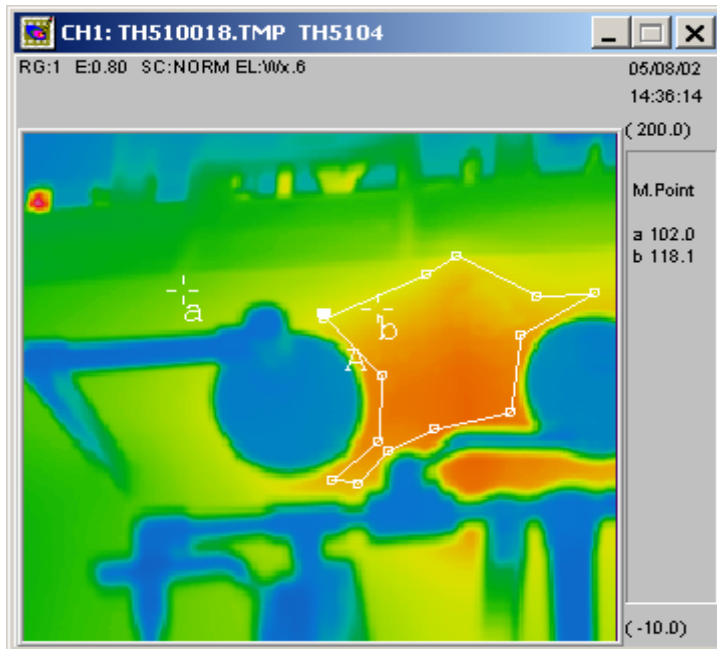 CH1: TH510018.TMP TH5104
RG:1 E:0.80 SC:NORM EL:Wx.6
05/08/02
14:36:14
( 200.0)
M.Point
a 102.0
b 118.1
a
b
A
( -10.0)